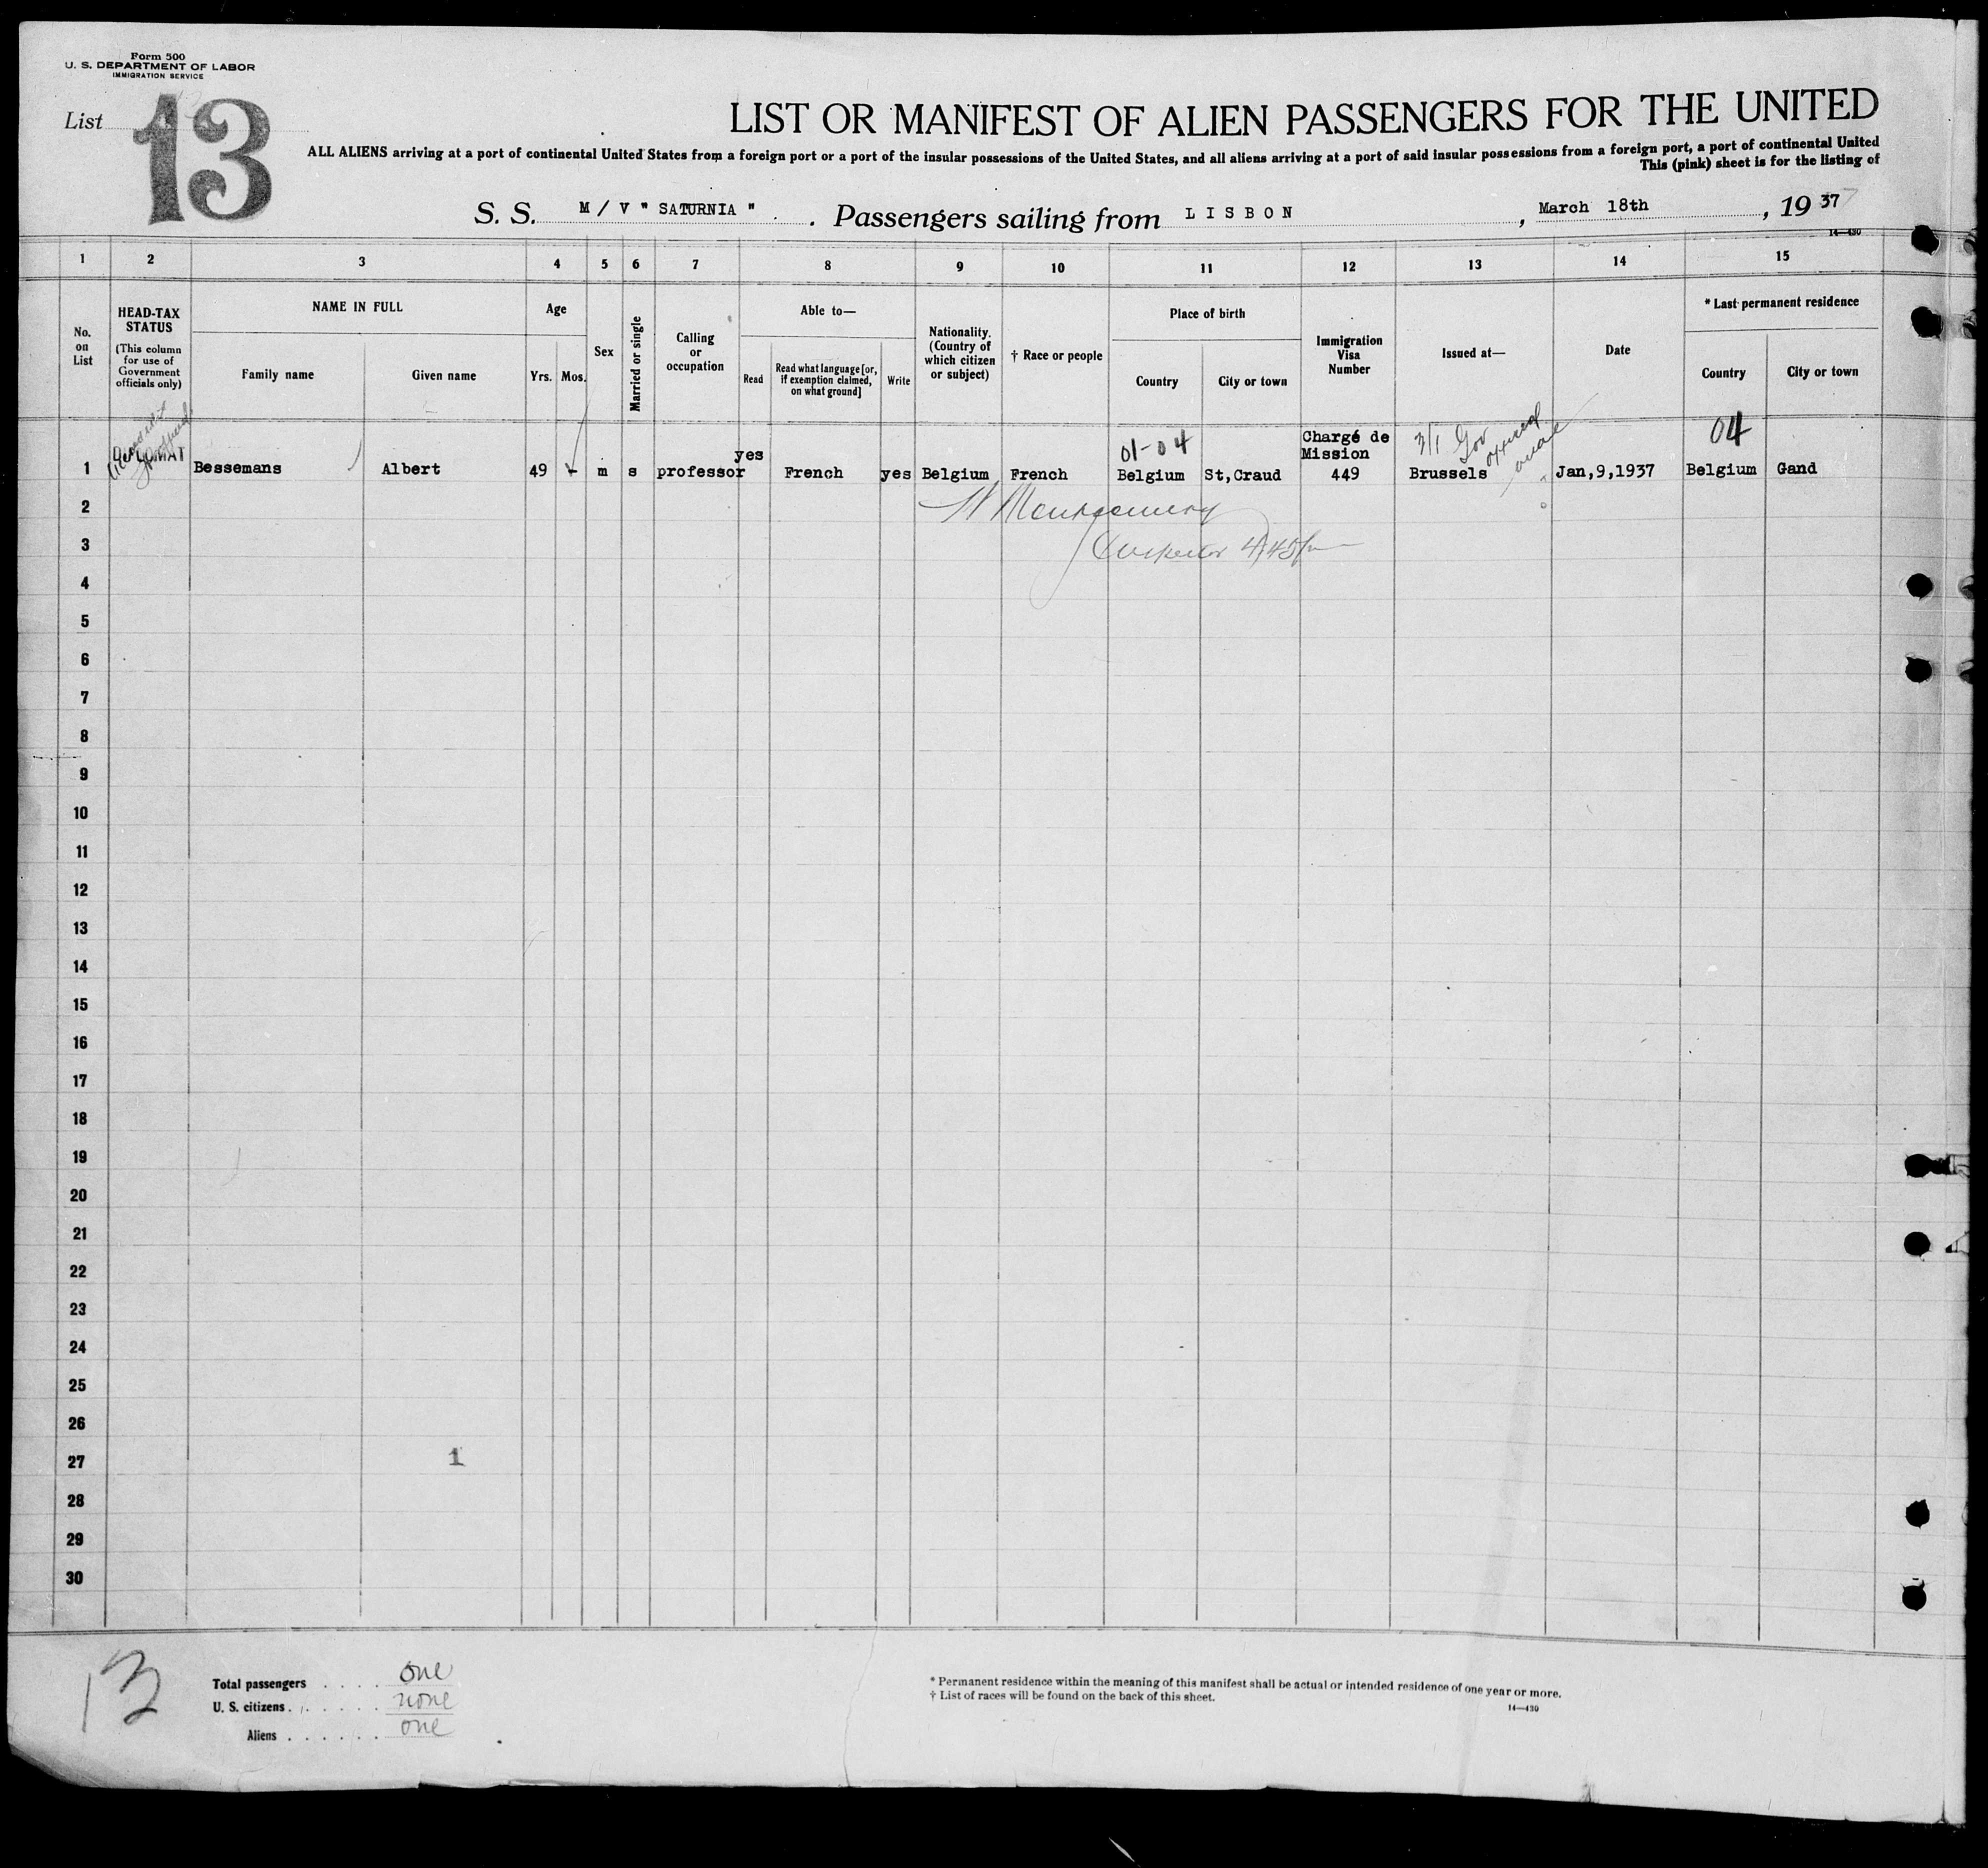 Form 500
U. S. DEPARTMENT OF LABOR
IMMIGRATION SERVICE
List 13
LIST OR MANIFEST OF ALIEN PASSENGERS FOR THE UNITED
ALL ALIENS arriving at a port of continental United States from a foreign port or a port of the insular possessions of the United States, and all aliens arriving at a port of said insular possessions from a foreign port, a port of continental United
This (pink) sheet is for the listing of
S. S. M / V " SATURNIA " . Passengers sailing from L I S B O N , March 18th , 19 37
14—430
1 2 3 4 5 6 7 8 9 10 11 12 13 14 15
No. on List
HEAD-TAX STATUS
(This column for use of Government officials only)
NAME IN FULL
Family name Given name
Age
Yrs. Mos.
Sex
Married or single
Calling or occupation
Able to—
Read
Read what language [or, if exemption claimed, on what ground]
Write
Nationality. (Country of which citizen or subject)
† Race or people
Place of birth
Country City or town
Immigration Visa Number
Issued at—
Date
* Last permanent residence
Country City or town
01-04 Chargé de Mission 3/1 Gov official 04
1 DIPLOMAT Bessemans Albert 49 - m s professor yes French yes Belgium French Belgium St,Craud 449 Brussels Jan,9,1937 Belgium Gand
2 Montgomery
3 Inspector 4,45
4
5
6
7
8
9
10
11
12
13
14
15
16
17
18
19
20
21
22
23
24
25
26
27 1
28
29
30
13
Total passengers . . . . one
U. S. citizens . . . . . . none
Aliens . . . . . . one
* Permanent residence within the meaning of this manifest shall be actual or intended residence of one year or more.
† List of races will be found on the back of this sheet.
14—430